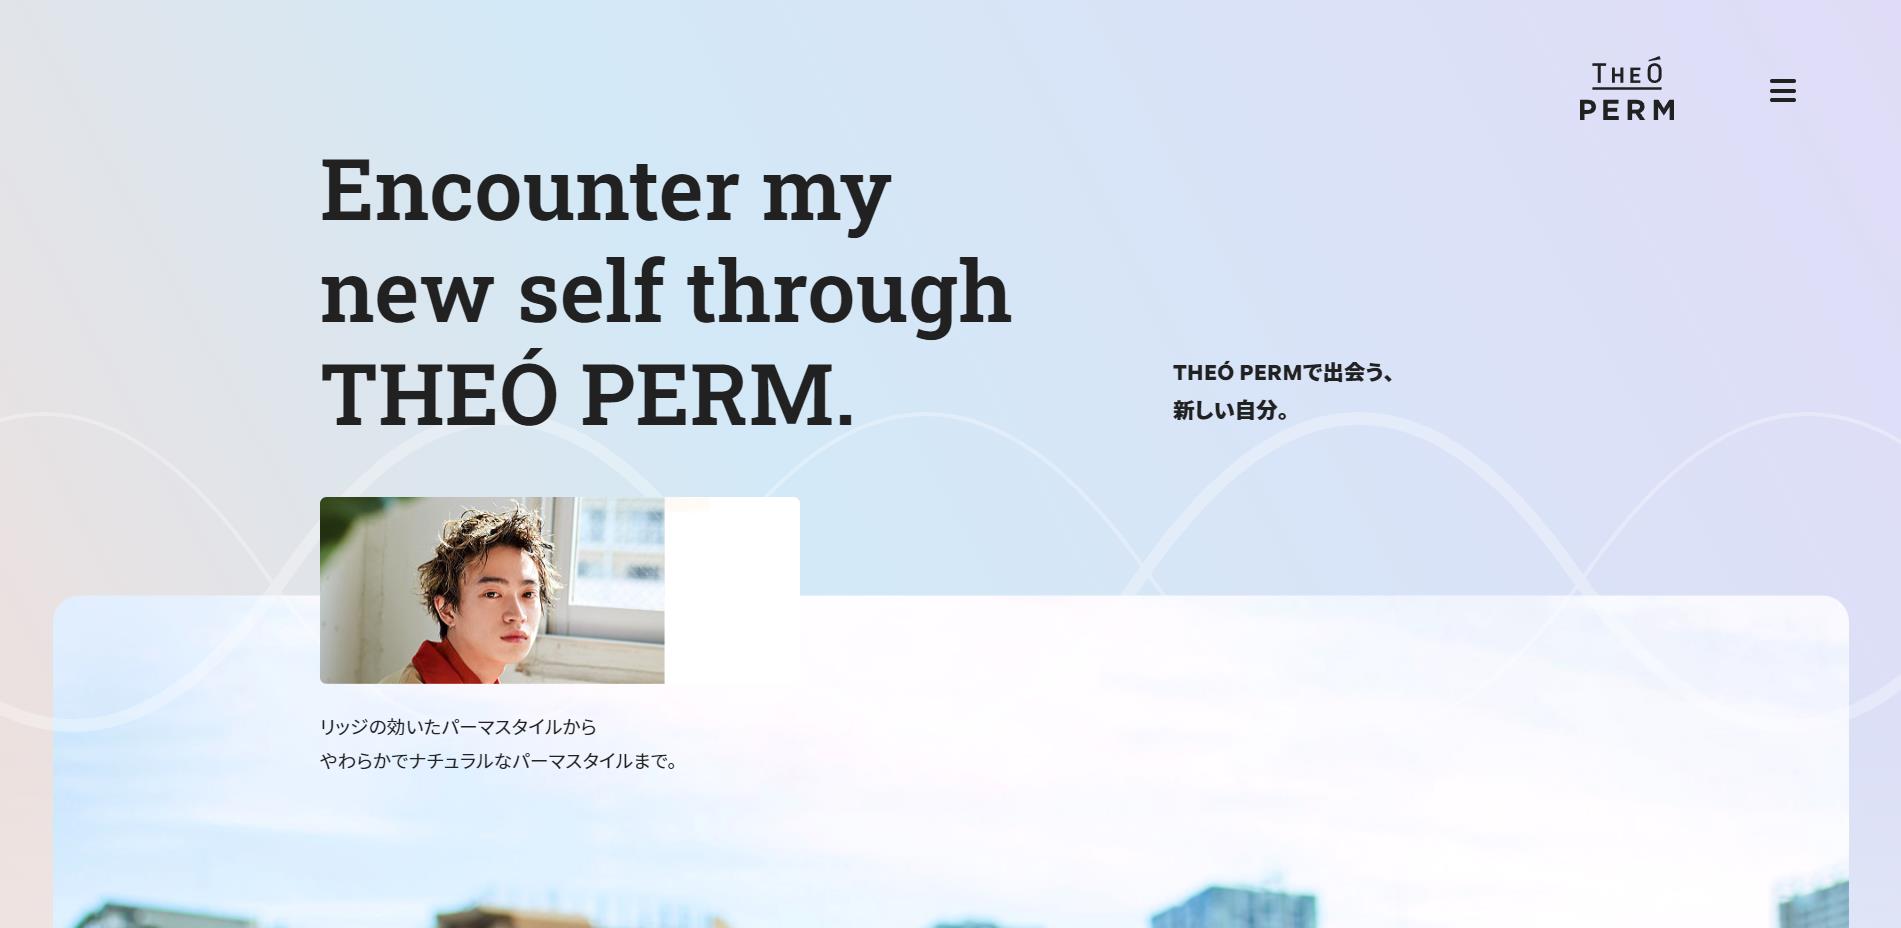 THEÓ
PERM
Encounter my
new self through
THEÓ PERM.
THEÓ PERMで出会う、
新しい自分。
リッジの効いたパーマスタイルから
やわらかでナチュラルなパーマスタイルまで。